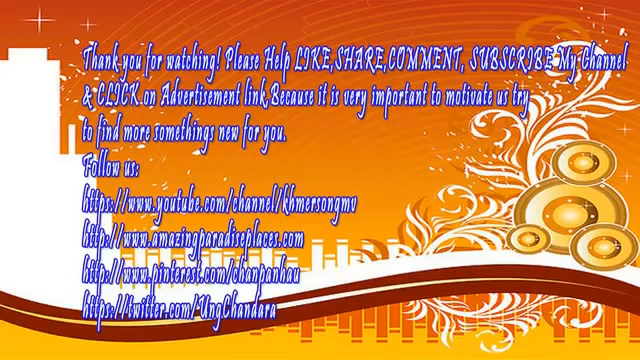 Thank you for watching! Please Help LIKE,SHARE,COMMENT, SUBSCRIBE My Channel
& CLICK on Advertisement link,Because it is very important to motivate us try
to find more somethings new for you.
Follow us:
https://www.youtube.com/channel/khmersongmv
http://www.amazingparadiseplaces.com
http://www.pinterest.com/chanpanhau
https://twitter.com/UngChandara